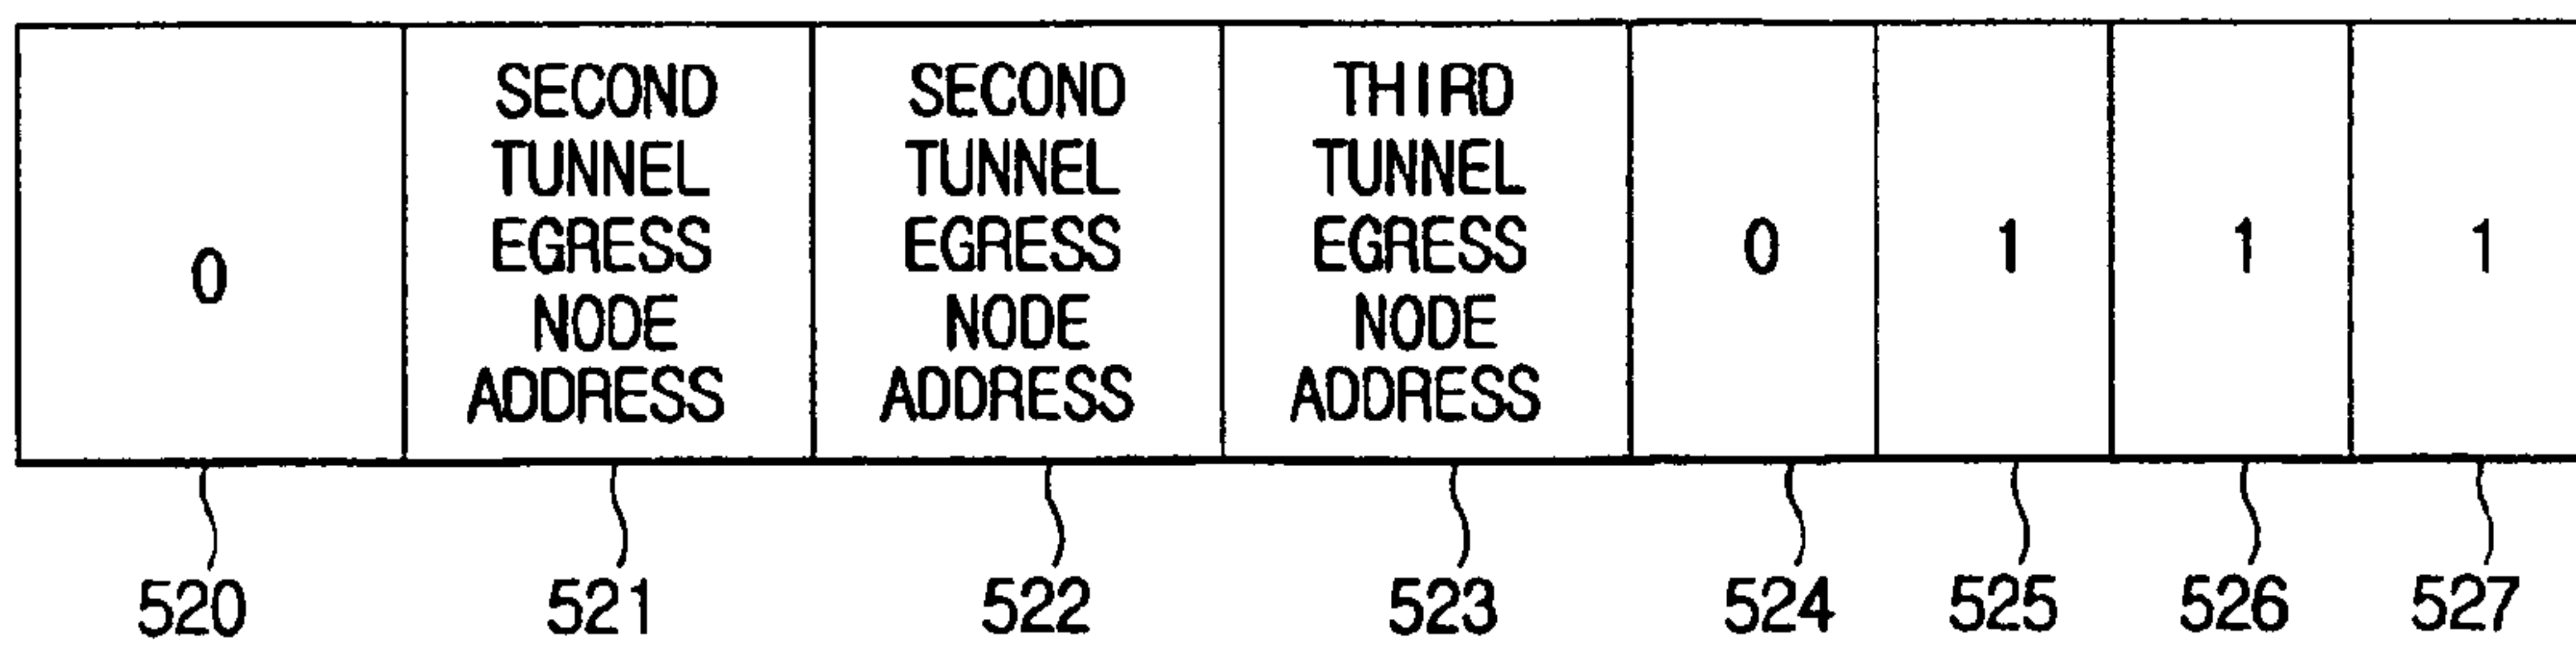 0
SECOND
TUNNEL
EGRESS
NODE
ADDRESS
SECOND
TUNNEL
EGRESS
NODE
ADDRESS
THIRD
TUNNEL
EGRESS
NODE
ADDRESS
0
1
1
1
520
521
522
523
524
525
526
527